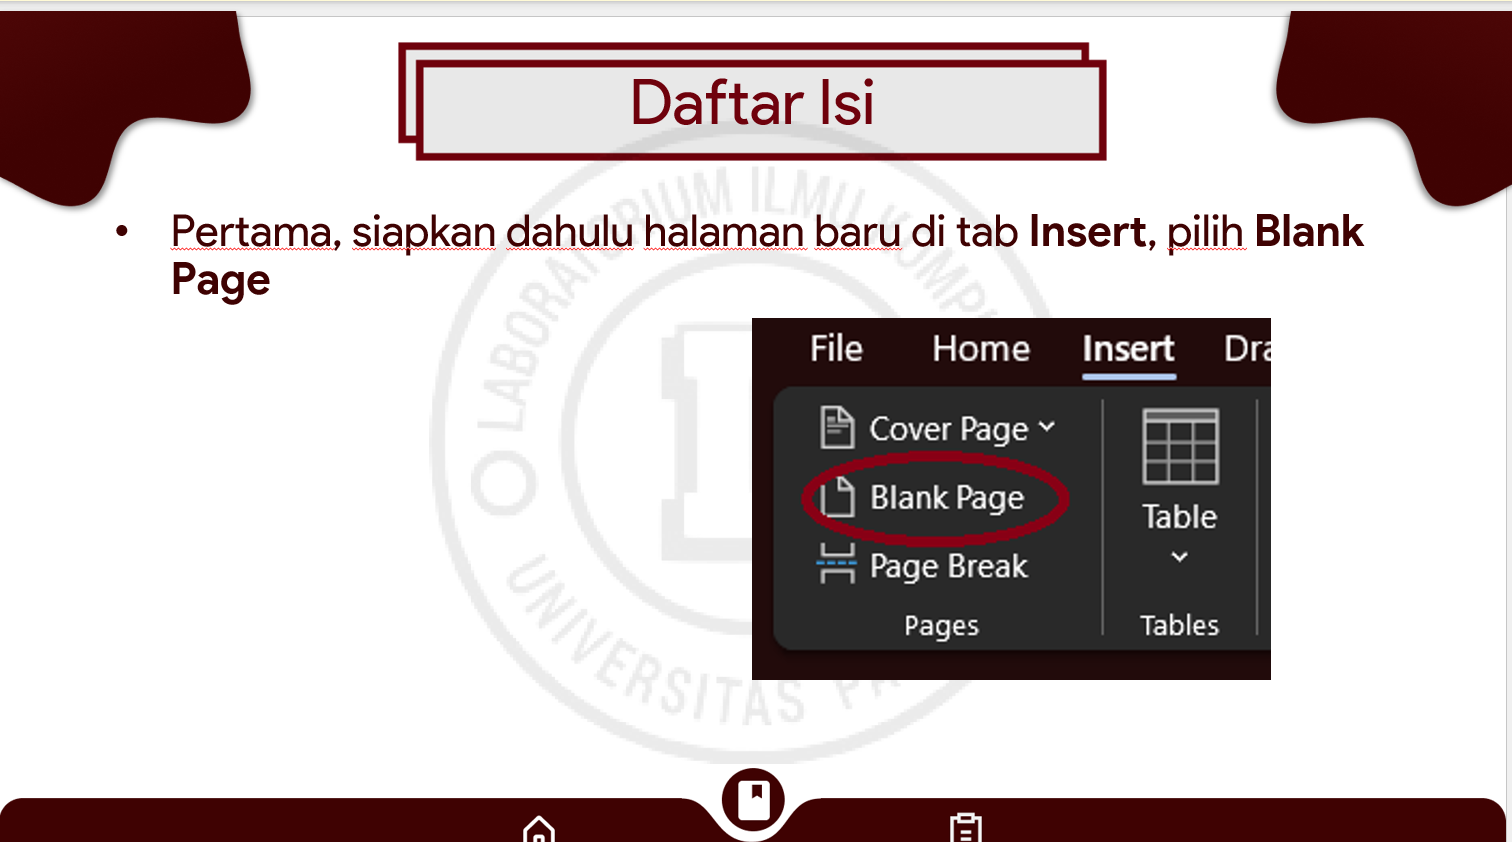 Daftar Isi
• Pertama, siapkan dahulu halaman baru di tab Insert, pilih Blank
Page
File Home Insert Dra
Cover Page
Blank Page
Page Break
Pages
Table
Tables
LABORATORIUM ILMU KOMP
UNIVERSITAS PA